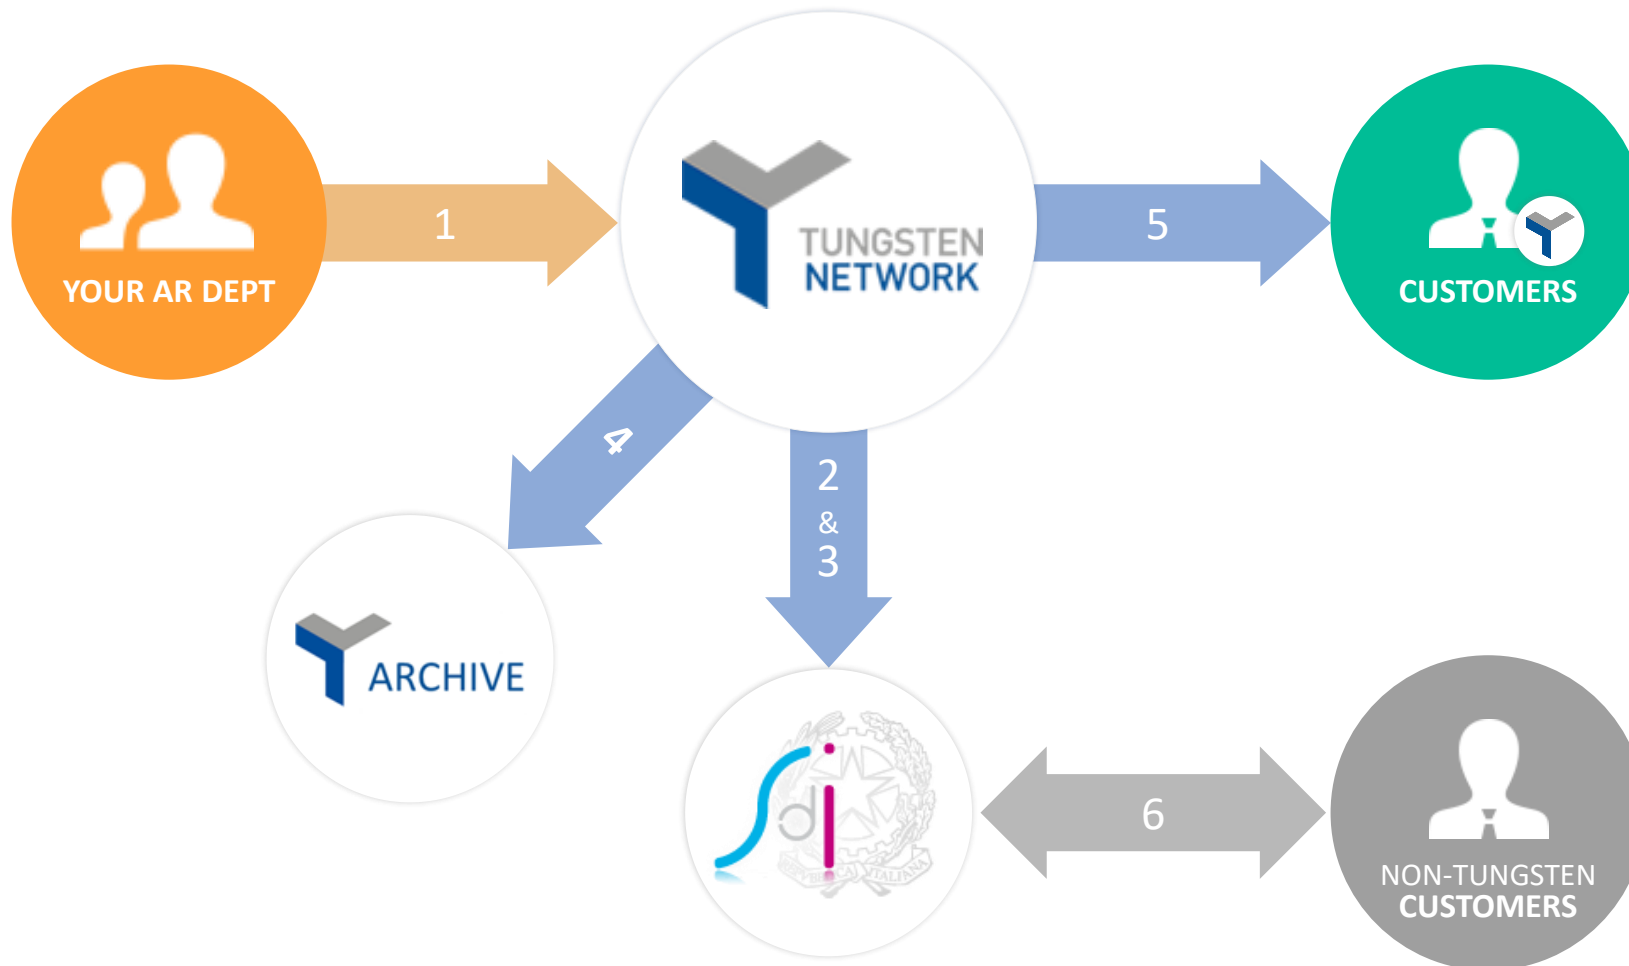 YOUR AR DEPT
1
TUNGSTEN
NETWORK
5
CUSTOMERS
4
2
&
3
ARCHIVE
Sdi
6
NON-TUNGSTEN
CUSTOMERS